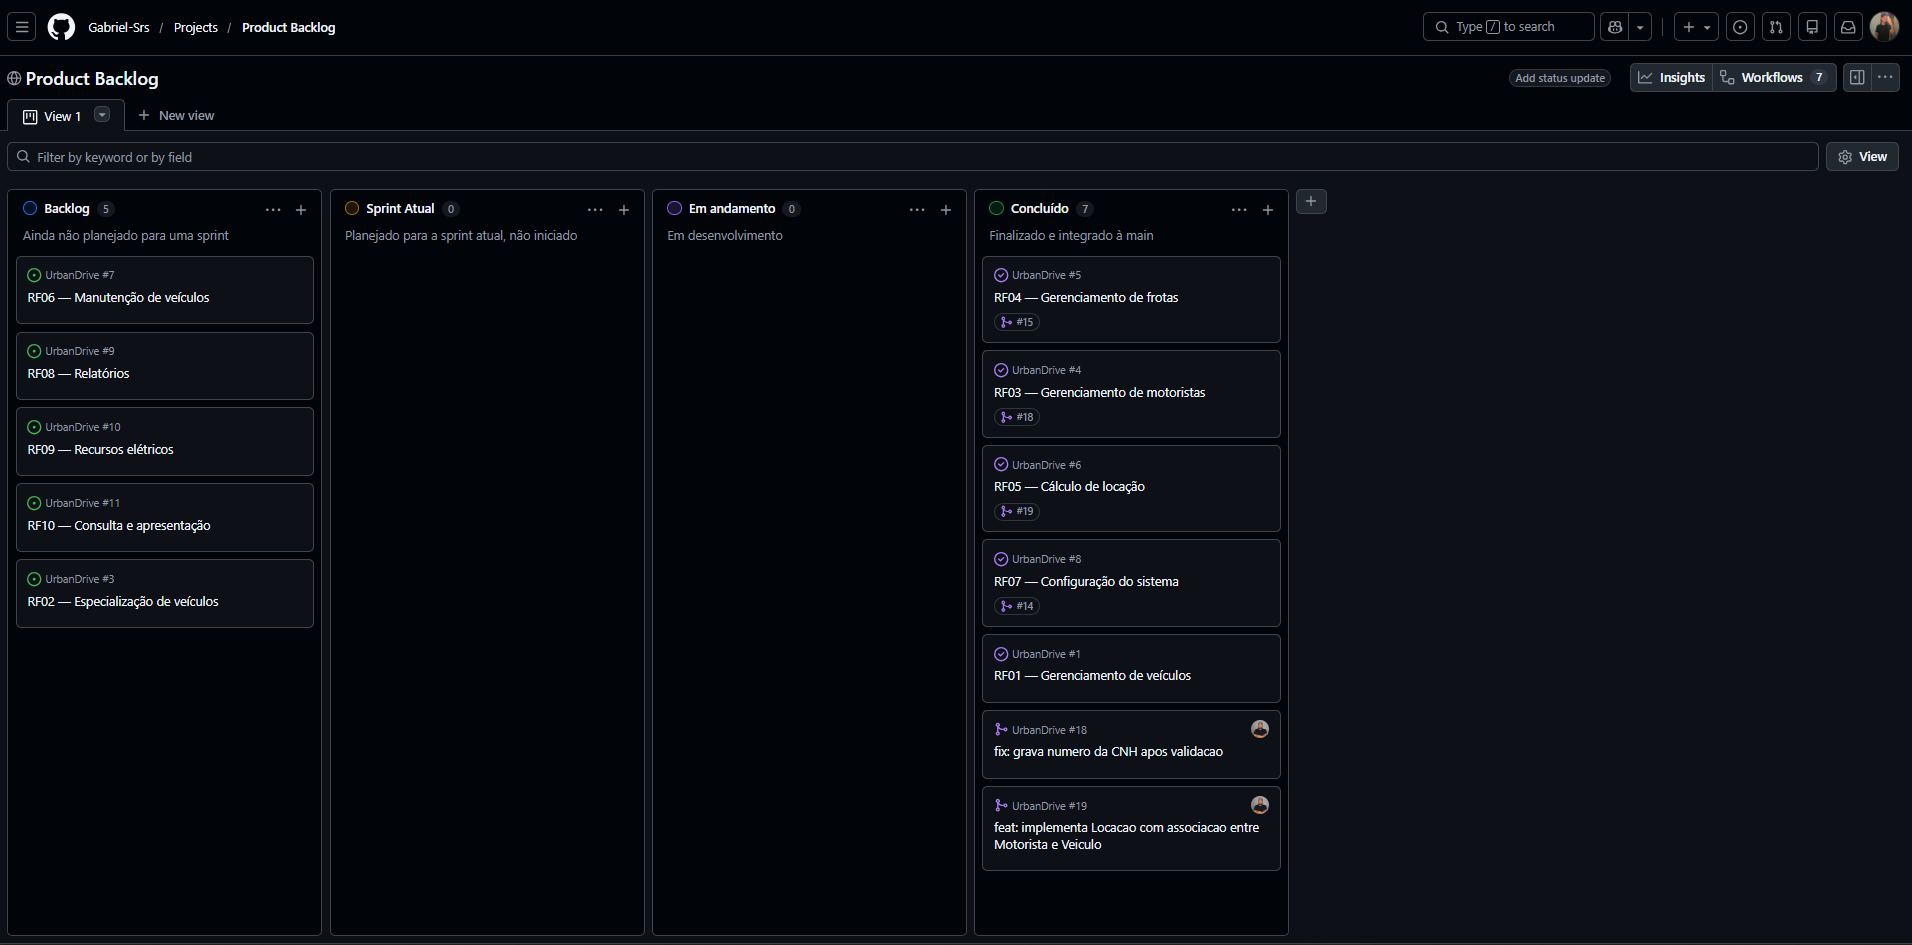 Gabriel-Srs / Projects / Product Backlog
Type / to search
Product Backlog
Add status update
Insights
Workflows 7
View 1
New view
Filter by keyword or by field
View
Backlog 5
Ainda não planejado para uma sprint
UrbanDrive #7
RF06 — Manutenção de veículos
UrbanDrive #9
RF08 — Relatórios
UrbanDrive #10
RF09 — Recursos elétricos
UrbanDrive #11
RF10 — Consulta e apresentação
UrbanDrive #3
RF02 — Especialização de veículos
Sprint Atual 0
Planejado para a sprint atual, não iniciado
Em andamento 0
Em desenvolvimento
Concluído 7
Finalizado e integrado à main
UrbanDrive #5
RF04 — Gerenciamento de frotas
#15
UrbanDrive #4
RF03 — Gerenciamento de motoristas
#18
UrbanDrive #6
RF05 — Cálculo de locação
#19
UrbanDrive #8
RF07 — Configuração do sistema
#14
UrbanDrive #1
RF01 — Gerenciamento de veículos
UrbanDrive #18
fix: grava numero da CNH apos validacao
UrbanDrive #19
feat: implementa Locacao com associacao entre
Motorista e Veiculo